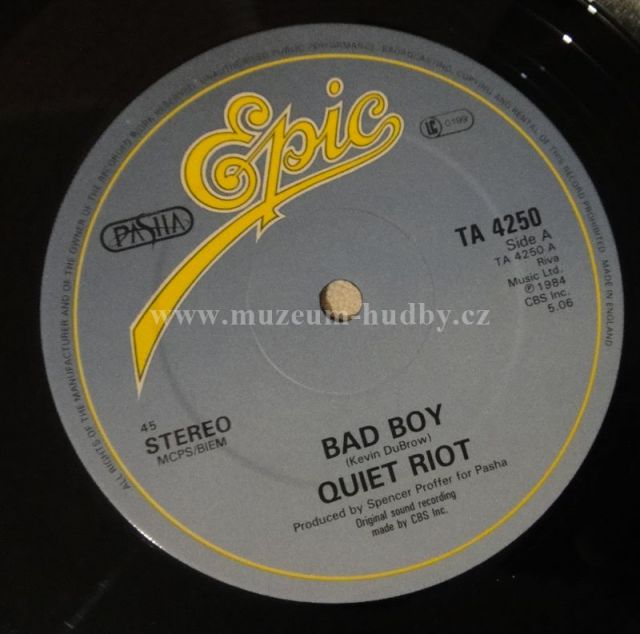 ALL RIGHTS OF THE MANUFACTURER AND OF THE OWNER OF THE RECORDED WORK RESERVED. UNAUTHORISED PUBLIC PERFORMANCE, BROADCASTING, COPYING AND RENTAL OF THIS RECORD PROHIBITED. MADE IN ENGLAND
Epic
LC 0199
PASHA
TA 4250
Side A
TA 4250 A
Riva
Music Ltd.
℗ 1984
CBS Inc.
5.06
www.muzeum-hudby.cz
45
STEREO
MCPS/BIEM
BAD BOY
(Kevin DuBrow)
QUIET RIOT
Produced by Spencer Proffer for Pasha
Original sound recording
made by CBS Inc.